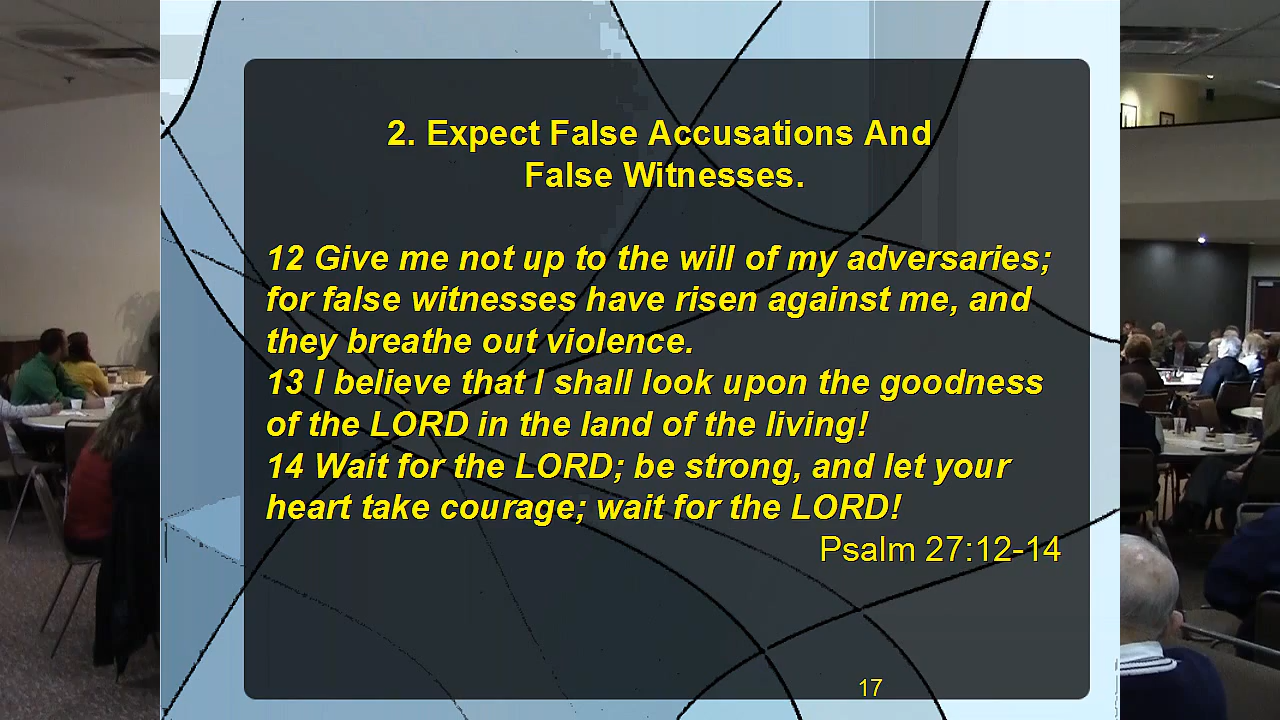 2. Expect False Accusations And
False Witnesses.
12 Give me not up to the will of my adversaries;
for false witnesses have risen against me, and
they breathe out violence.
13 I believe that I shall look upon the goodness
of the LORD in the land of the living!
14 Wait for the LORD; be strong, and let your
heart take courage; wait for the LORD!
Psalm 27:12-14
17